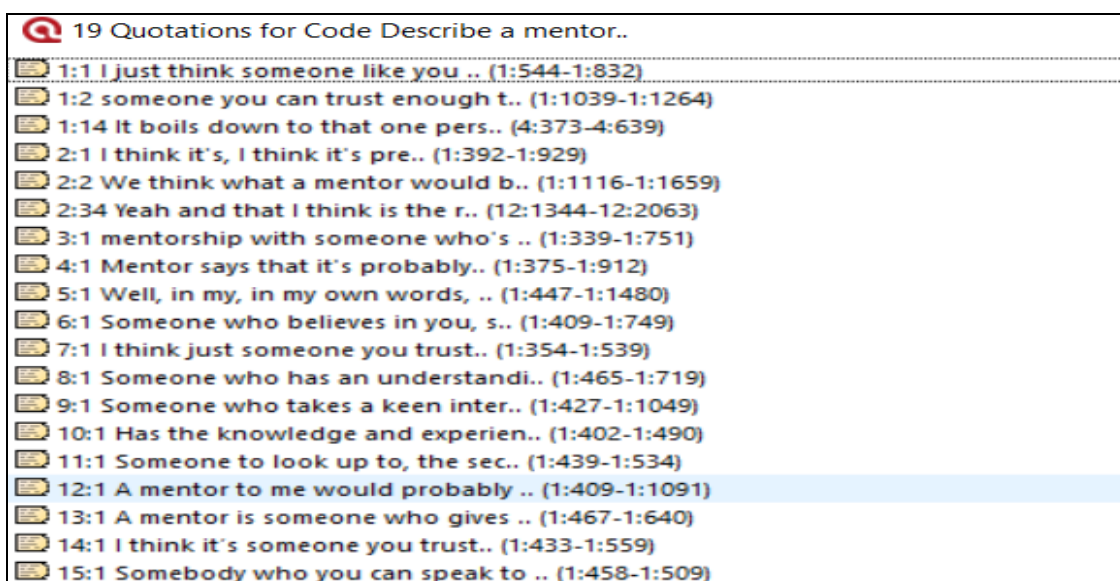 19 Quotations for Code Describe a mentor..
1:1 I just think someone like you .. (1:544-1:832)
1:2 someone you can trust enough t.. (1:1039-1:1264)
1:14 It boils down to that one pers.. (4:373-4:639)
2:1 I think it's, I think it's pre.. (1:392-1:929)
2:2 We think what a mentor would b.. (1:1116-1:1659)
2:34 Yeah and that I think is the r.. (12:1344-12:2063)
3:1 mentorship with someone who's .. (1:339-1:751)
4:1 Mentor says that it's probably.. (1:375-1:912)
5:1 Well, in my, in my own words, .. (1:447-1:1480)
6:1 Someone who believes in you, s.. (1:409-1:749)
7:1 I think just someone you trust.. (1:354-1:539)
8:1 Someone who has an understandi.. (1:465-1:719)
9:1 Someone who takes a keen inter.. (1:427-1:1049)
10:1 Has the knowledge and experien.. (1:402-1:490)
11:1 Someone to look up to, the sec.. (1:439-1:534)
12:1 A mentor to me would probably .. (1:409-1:1091)
13:1 A mentor is someone who gives .. (1:467-1:640)
14:1 I think it's someone you trust.. (1:433-1:559)
15:1 Somebody who you can speak to .. (1:458-1:509)